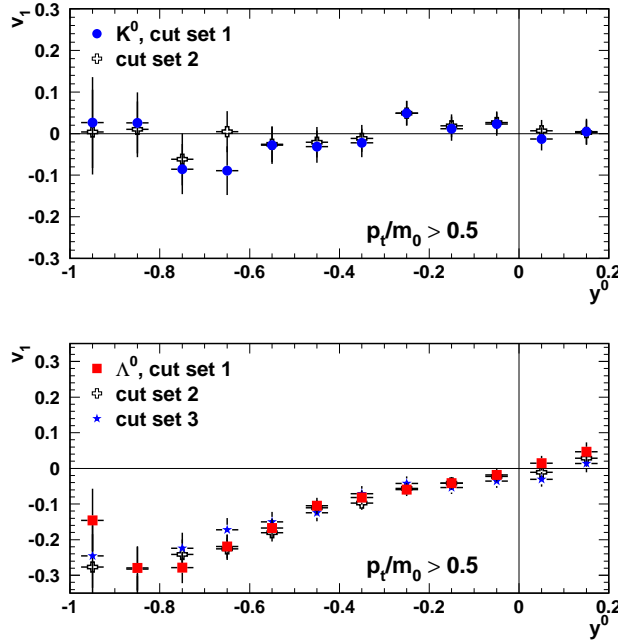 v₁
0.3
K⁰, cut set 1
0.2
cut set 2
0.1
0
-0.1
-0.2
pₜ/m₀ > 0.5
-0.3
-1 -0.8 -0.6 -0.4 -0.2 0 0.2
y⁰
v₁
0.3
Λ⁰, cut set 1
0.2
cut set 2
cut set 3
0.1
0
-0.1
-0.2
pₜ/m₀ > 0.5
-0.3
-1 -0.8 -0.6 -0.4 -0.2 0 0.2
y⁰